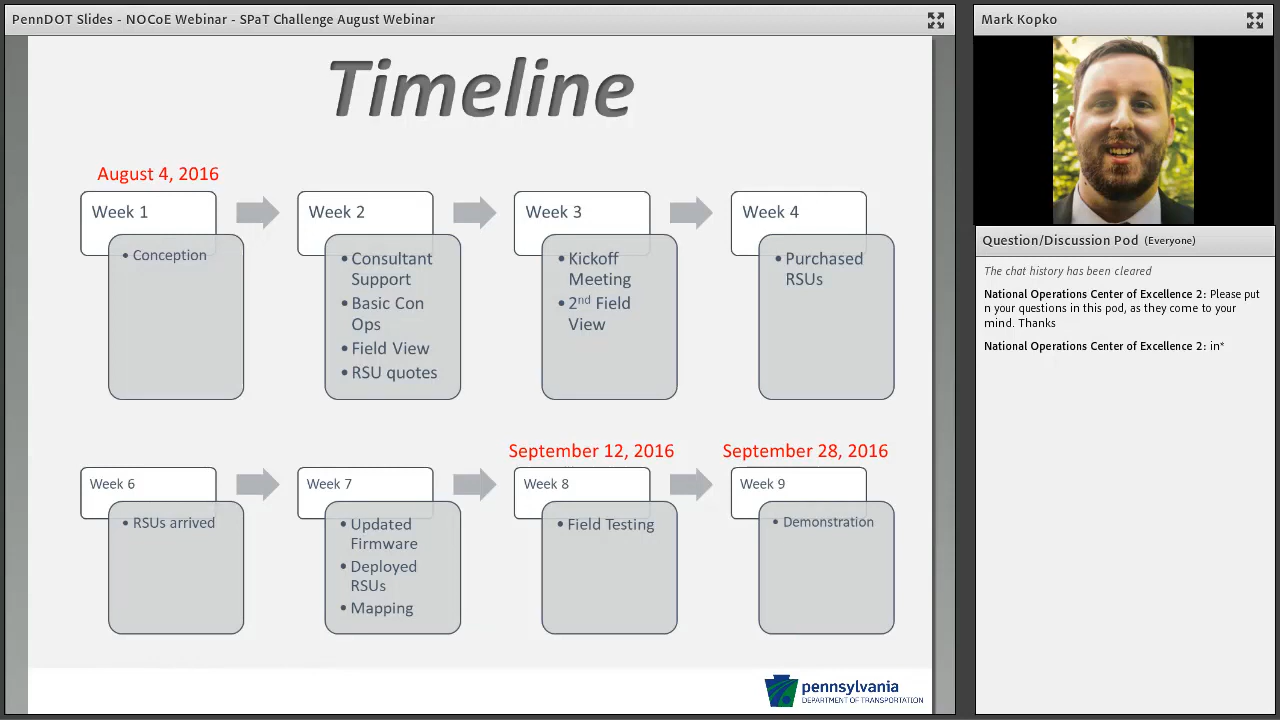 PennDOT Slides - NOCoE Webinar - SPaT Challenge August Webinar
Timeline
August 4, 2016
Week 1
• Conception
Week 2
• Consultant
Support
• Basic Con
Ops
• Field View
• RSU quotes
Week 3
• Kickoff
Meeting
• 2nd Field
View
Week 4
• Purchased
RSUs
Week 6
• RSUs arrived
Week 7
• Updated
Firmware
• Deployed
RSUs
• Mapping
September 12, 2016
Week 8
• Field Testing
September 28, 2016
Week 9
• Demonstration
pennsylvania
DEPARTMENT OF TRANSPORTATION
Mark Kopko
Question/Discussion Pod (Everyone)
The chat history has been cleared
National Operations Center of Excellence 2: Please put
n your questions in this pod, as they come to your
mind. Thanks
National Operations Center of Excellence 2: in*